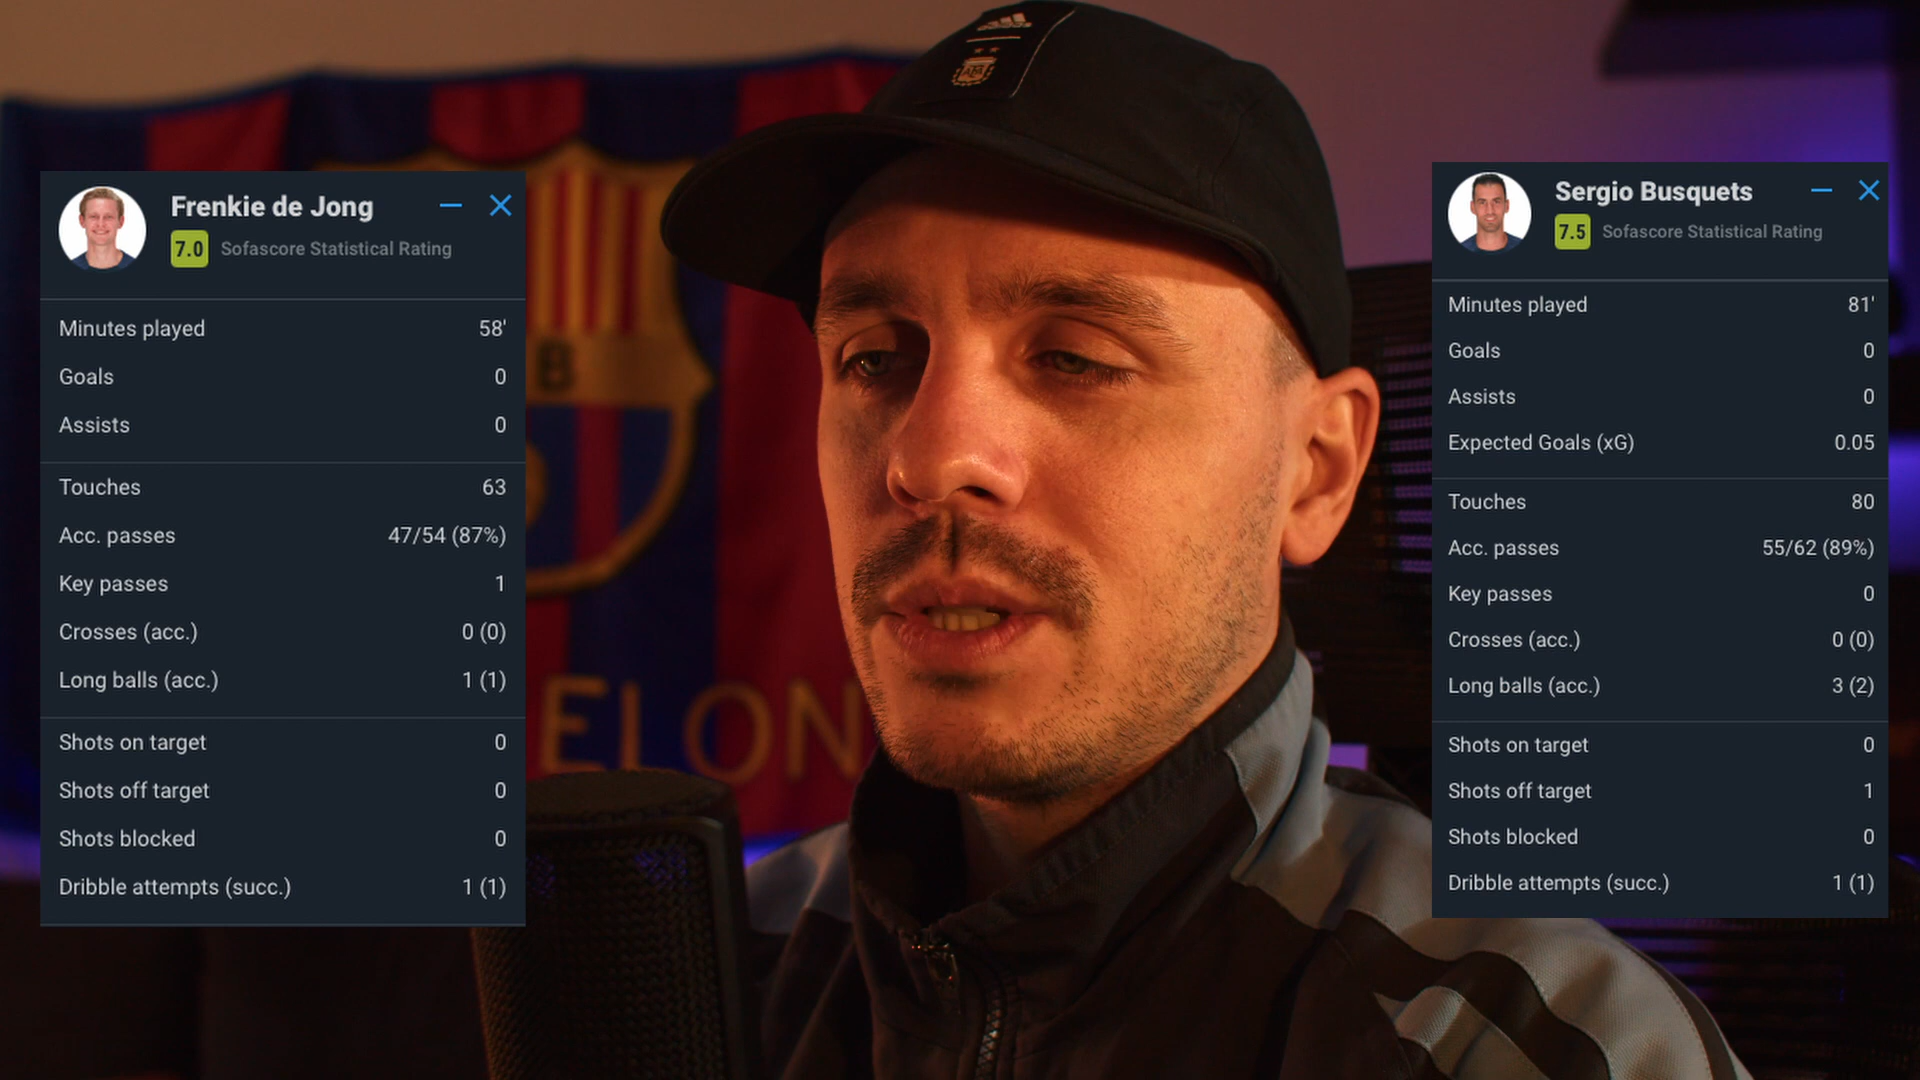 adidas
AFA
B
ELON
Frenkie de Jong
7.0 Sofascore Statistical Rating
Minutes played 58'
Goals 0
Assists 0
Touches 63
Acc. passes 47/54 (87%)
Key passes 1
Crosses (acc.) 0 (0)
Long balls (acc.) 1 (1)
Shots on target 0
Shots off target 0
Shots blocked 0
Dribble attempts (succ.) 1 (1)
Sergio Busquets
7.5 Sofascore Statistical Rating
Minutes played 81'
Goals 0
Assists 0
Expected Goals (xG) 0.05
Touches 80
Acc. passes 55/62 (89%)
Key passes 0
Crosses (acc.) 0 (0)
Long balls (acc.) 3 (2)
Shots on target 0
Shots off target 1
Shots blocked 0
Dribble attempts (succ.) 1 (1)